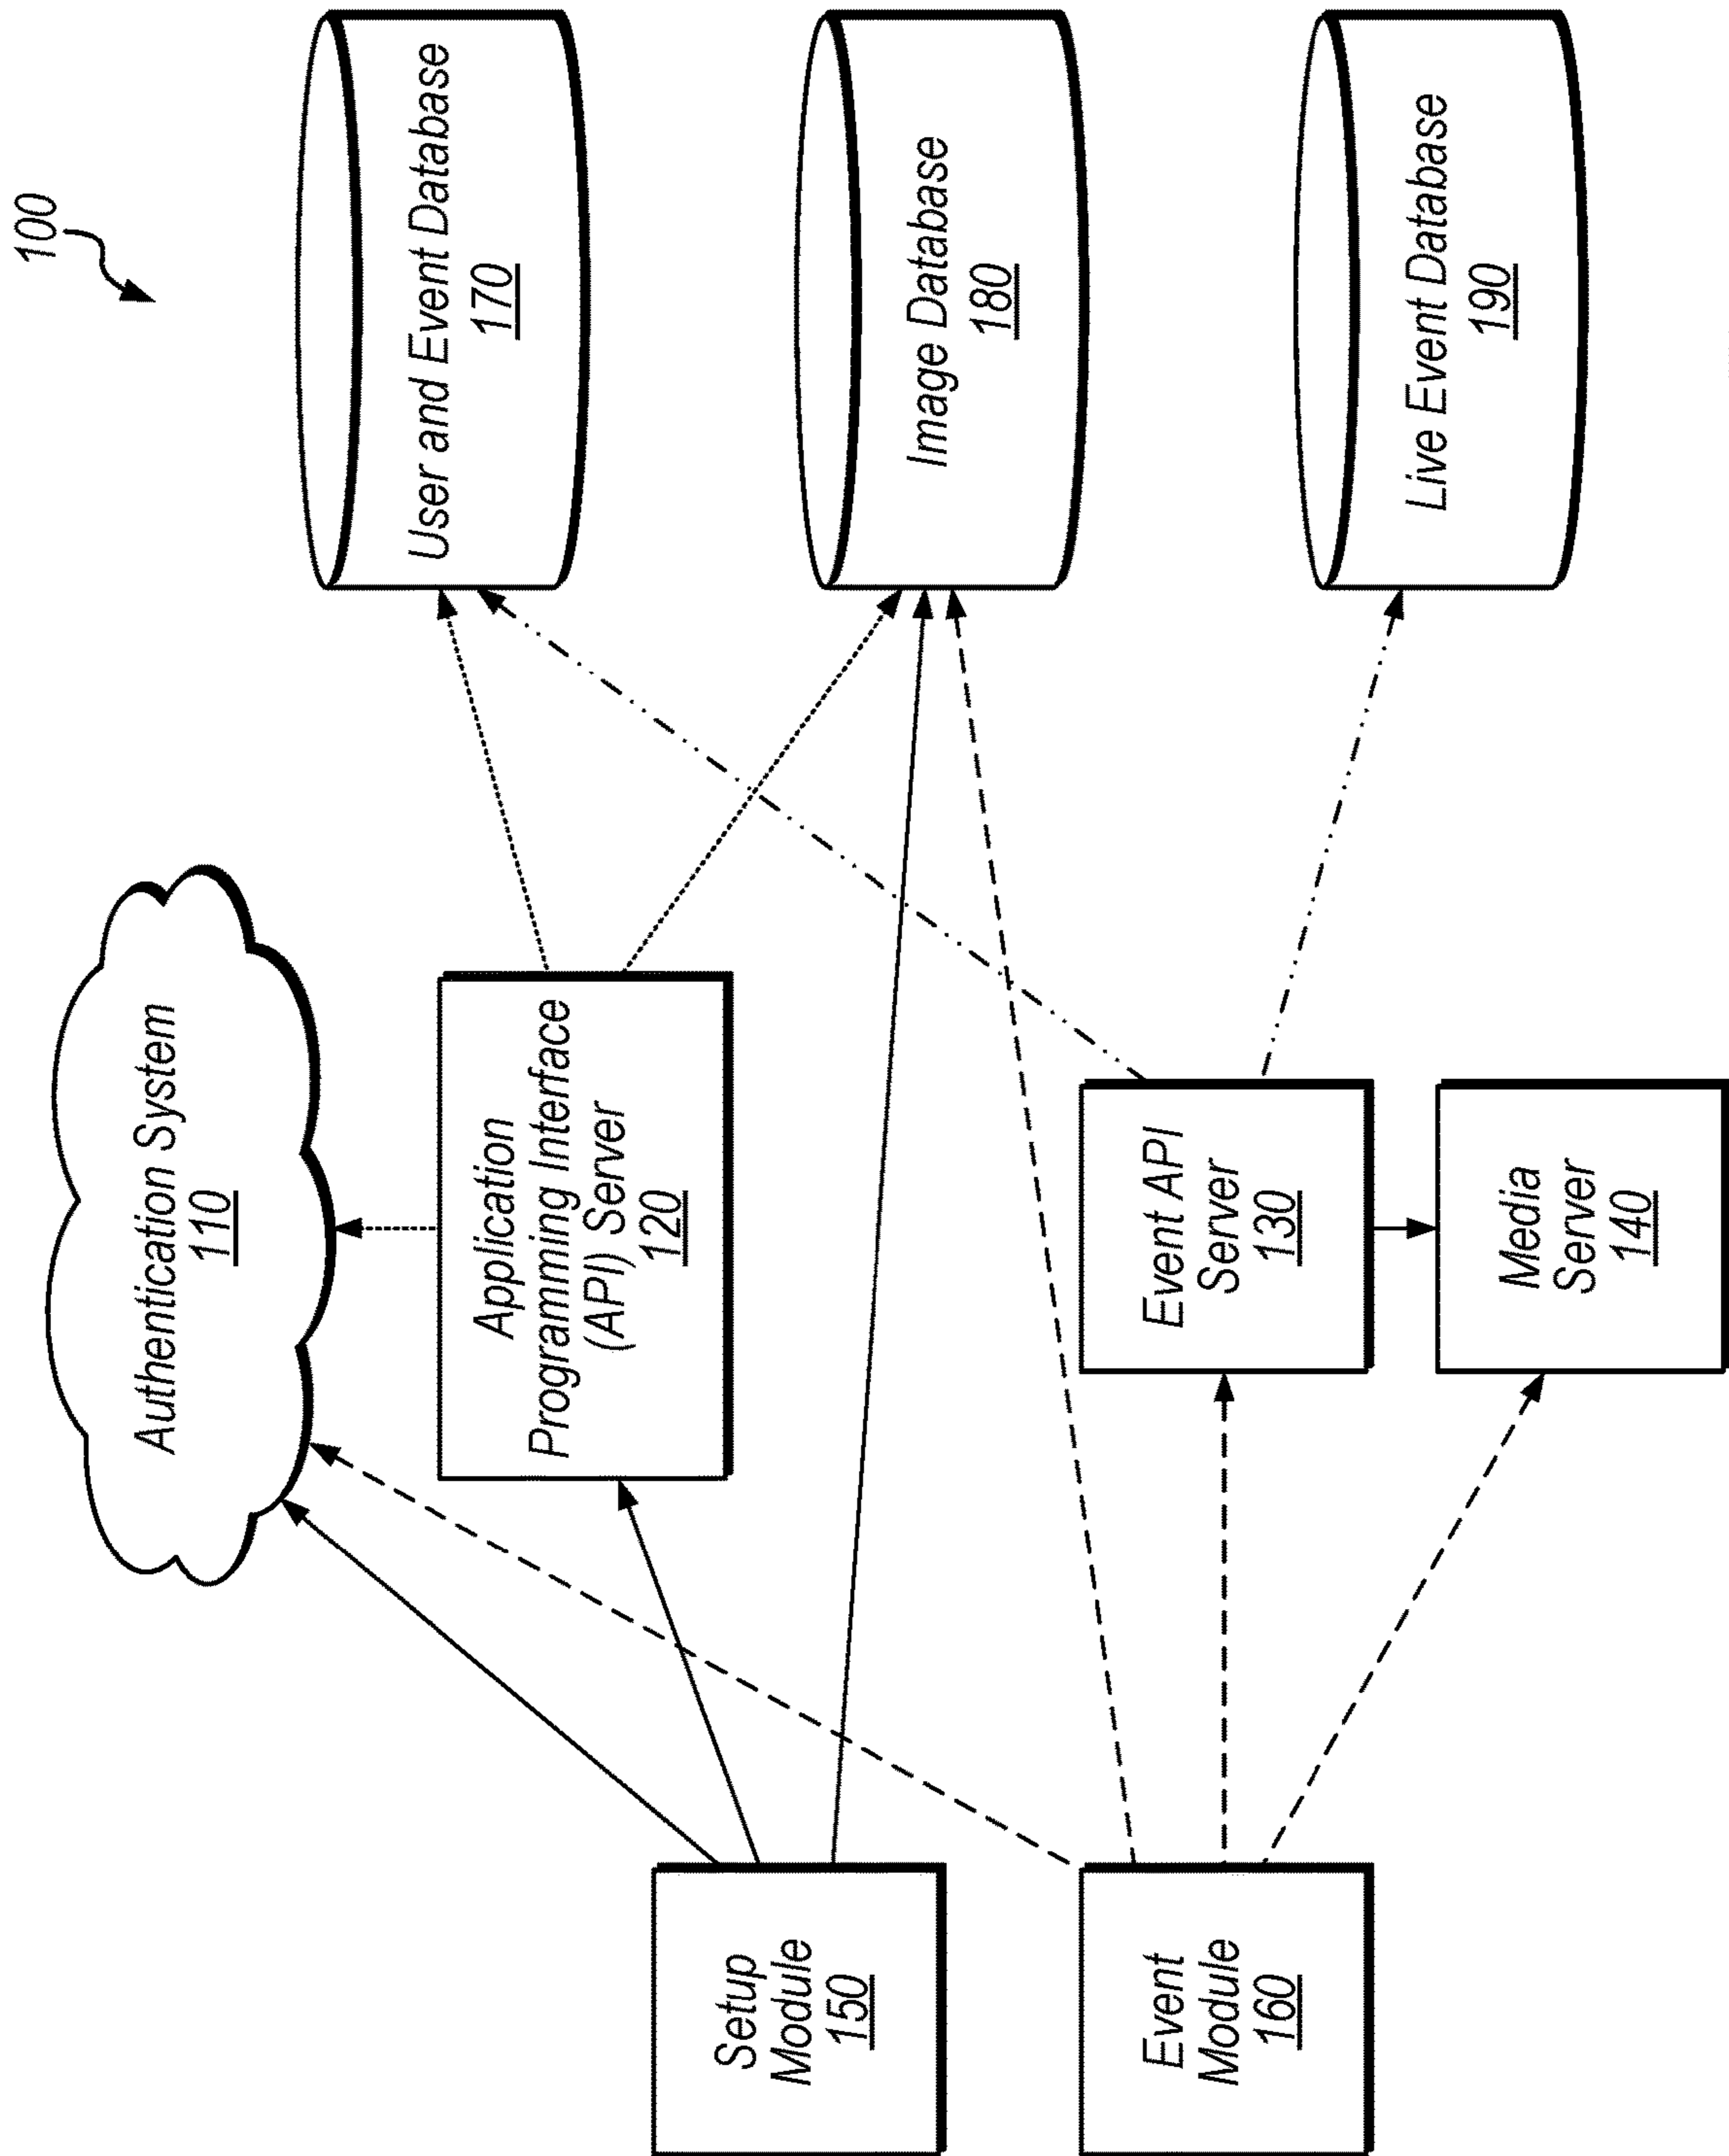 100
Authentication System
110
User and Event Database
170
Application
Programming Interface
(API) Server
120
Setup
Module
150
Image Database
180
Event API
Server
130
Event
Module
160
Media
Server
140
Live Event Database
190